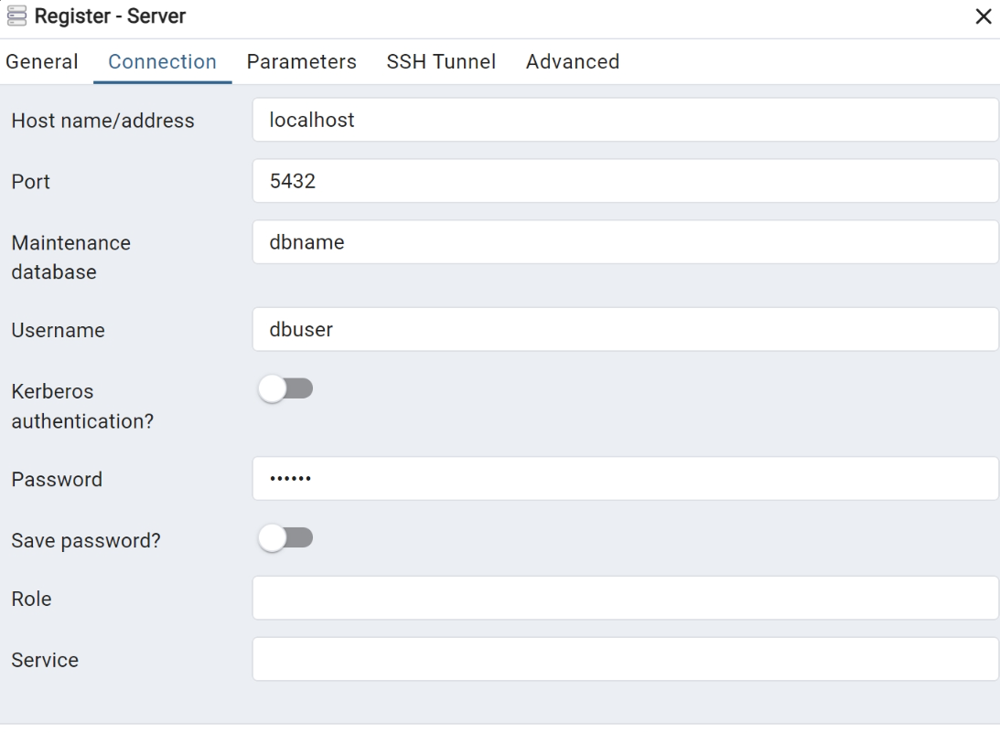 Register - Server
General Connection Parameters SSH Tunnel Advanced
Host name/address localhost
Port 5432
Maintenance database dbname
Username dbuser
Kerberos authentication?
Password ••••••
Save password?
Role
Service